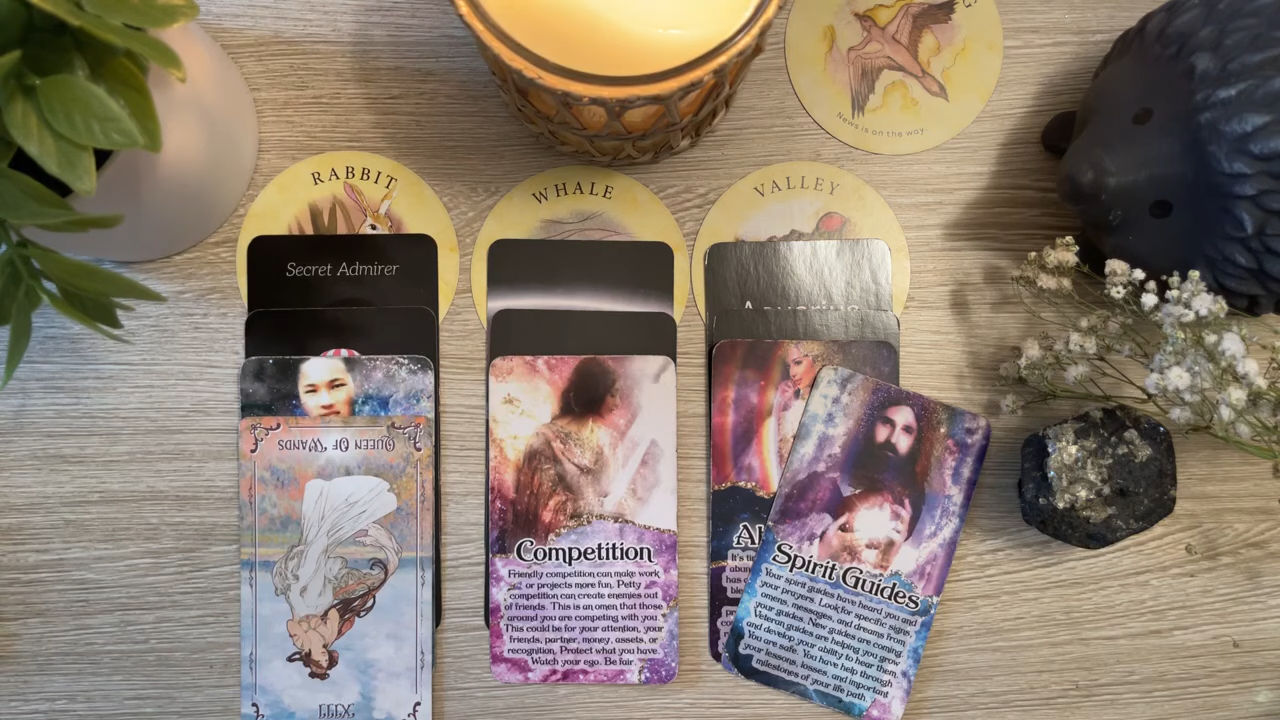 News is on the way.
RABBIT
WHALE
VALLEY
Secret Admirer
Aquarius
QUEEN OF WANDS
XXII
Competition
Friendly competition can make work
or projects more fun. Petty
competition can create enemies out
of friends. This is an omen that those
around you are competing with you.
This could be for your attention, your
friends, partner, money, assets, or
recognition. Protect what you have.
Watch your ego. Be fair.
It's
Spirit Guides
Your spirit guides have heard you and
your prayers. Look for specific signs,
omens, messages, and dreams from
your guides. New guides are coming.
Veteran guides are helping you grow
and develop your ability to hear them.
You are safe. You have help through
your lessons, losses, and important
milestones of your life path.